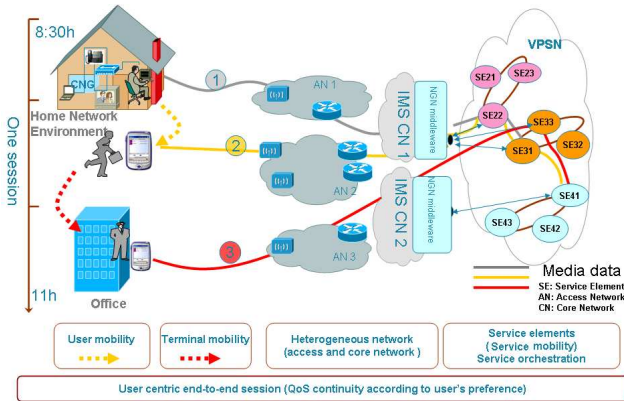 8:30h
One session
11h
CNG
Home Network
Environment
Office
1
2
3
AN 1
AN 2
AN 3
IMS CN 1
NGN middleware
IMS CN 2
NGN middleware
VPSN
SE21
SE23
SE22
SE33
SE32
SE31
SE41
SE43
SE42
Media data
SE: Service Element
AN: Access Network
CN: Core Network
User mobility
Terminal mobility
Heterogeneous network
(access and core network )
Service elements
(Service mobility)
Service orchestration
User centric end-to-end session (QoS continuity according to user's preference)